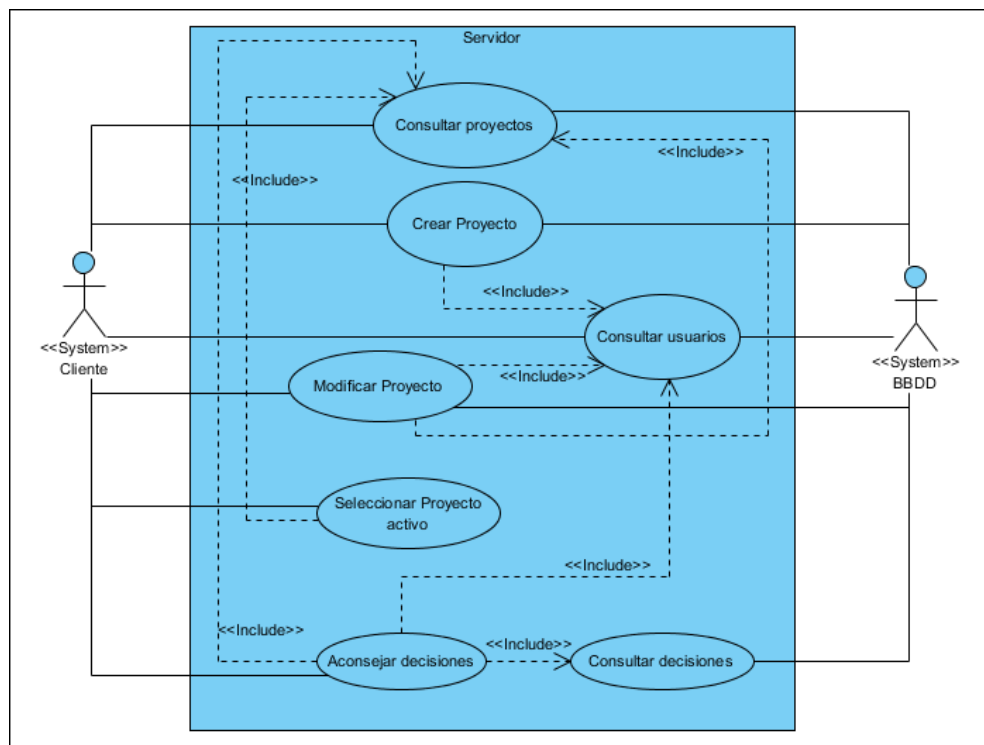 Servidor
Consultar proyectos
<<Include>>
<<Include>>
Crear Proyecto
<<Include>>
Consultar usuarios
<<System>>
Cliente
<<System>>
BBDD
Modificar Proyecto
<<Include>>
Seleccionar Proyecto
activo
<<Include>>
<<Include>>
<<Include>>
Aconsejar decisiones
Consultar decisiones